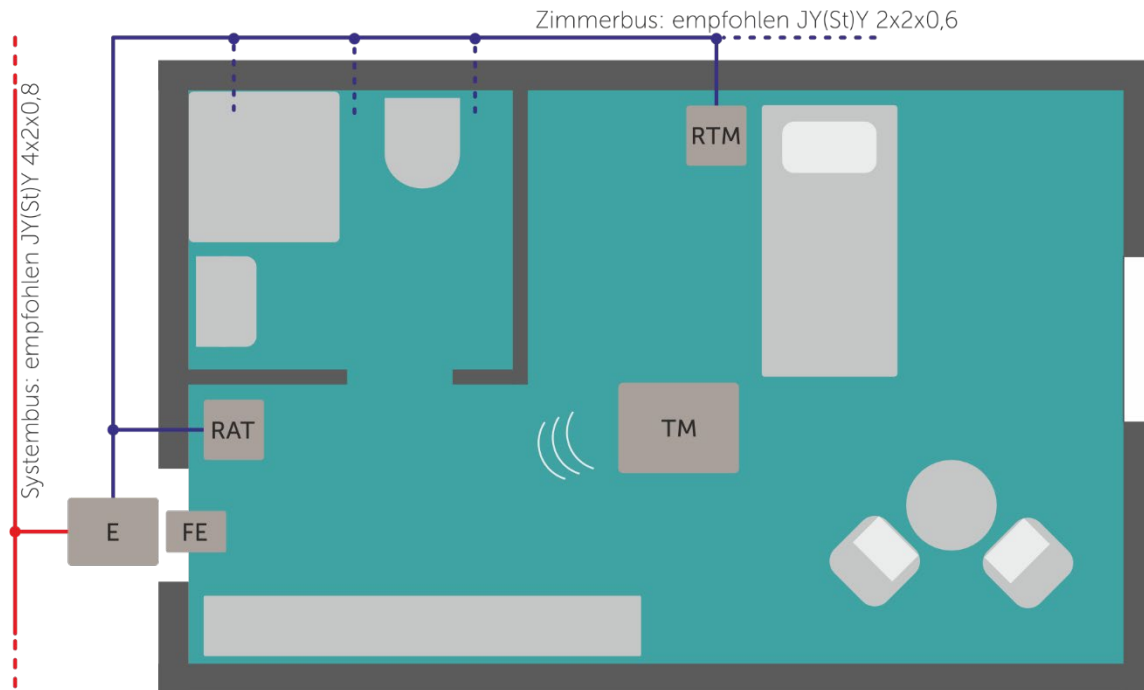 Zimmerbus: empfohlen JY(St)Y 2x2x0,6
Systembus: empfohlen JY(St)Y 4x2x0,8
RTM
RAT
TM
E
FE